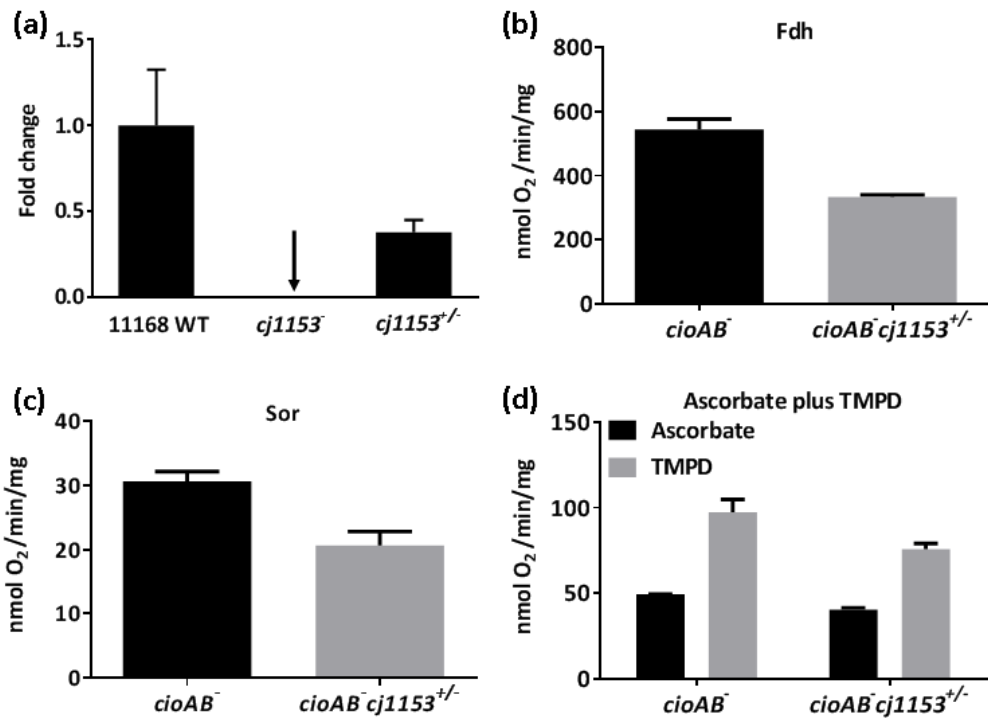 (a)
Fold change
1.5
1.0
0.5
0.0
11168 WT
cj1153⁻
cj1153⁺/⁻
(b)
Fdh
nmol O₂ /min/mg
800
600
400
200
0
cioAB⁻
cioAB⁻ cj1153⁺/⁻
(c)
Sor
nmol O₂ /min/mg
40
30
20
10
0
cioAB⁻
cioAB⁻ cj1153⁺/⁻
(d)
Ascorbate plus TMPD
Ascorbate
TMPD
nmol O₂ /min/mg
150
100
50
0
cioAB⁻
cioAB⁻ cj1153⁺/⁻